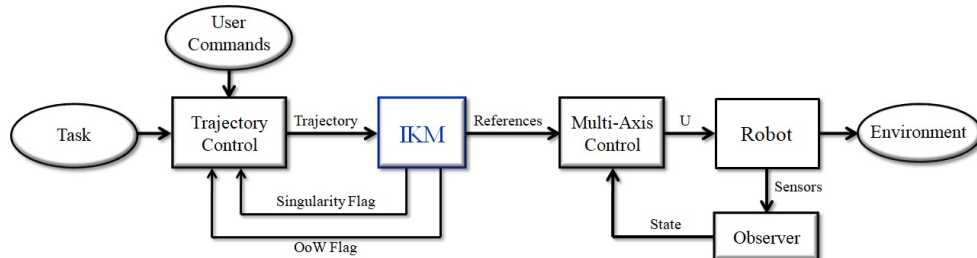 User
Commands
Task
Trajectory
Control
Trajectory
IKM
References
Multi-Axis
Control
U
Robot
Environment
Sensors
Singularity Flag
State
Observer
OoW Flag